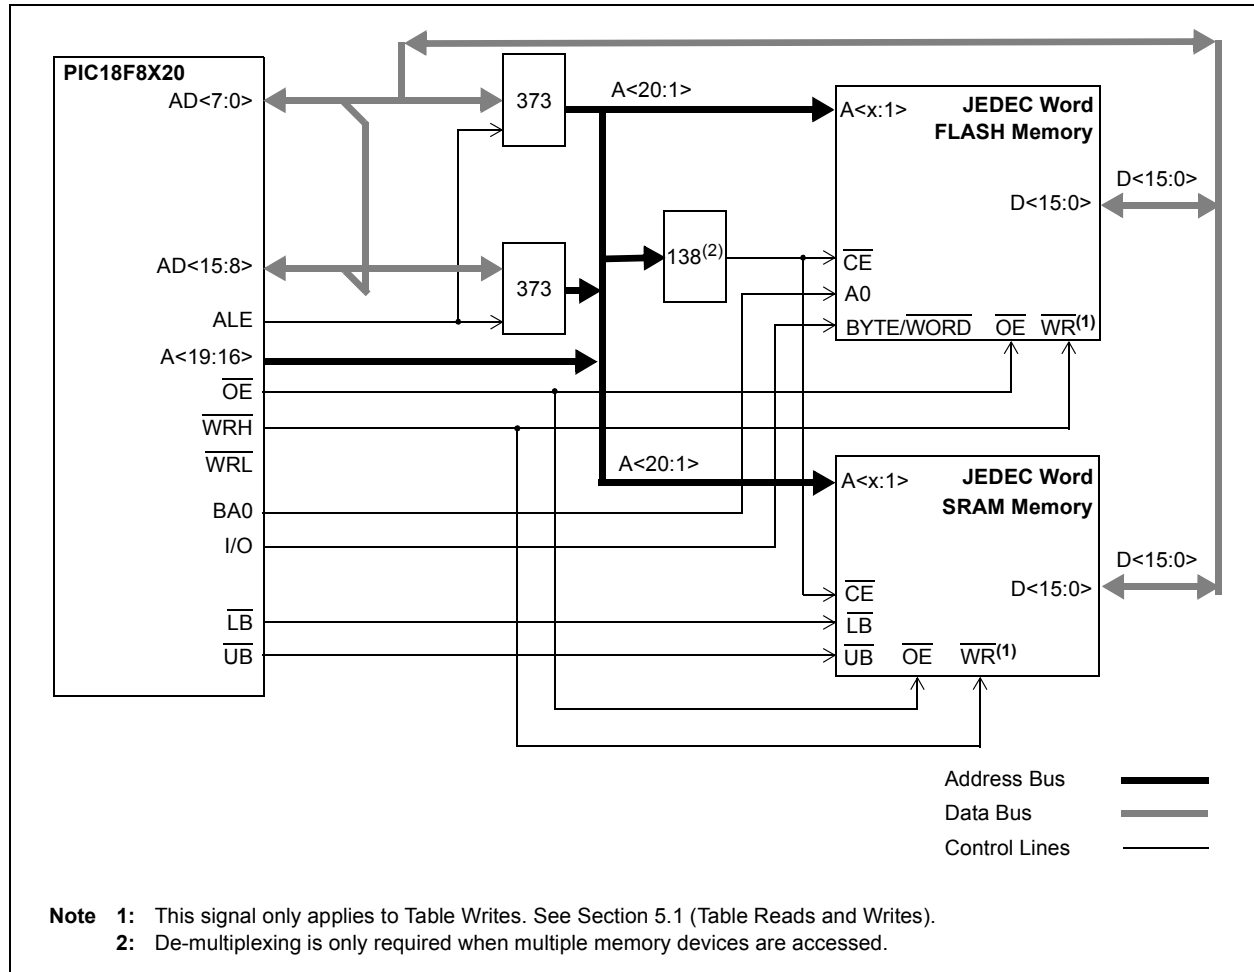 PIC18F8X20
AD<7:0>
AD<15:8>
ALE
A<19:16>
OE
WRH
WRL
BA0
I/O
LB
UB
373
373
138(2)
A<20:1>
A<20:1>
A<x:1>
JEDEC Word
FLASH Memory
D<15:0>
CE
A0
BYTE/WORD OE WR(1)
D<15:0>
A<x:1>
JEDEC Word
SRAM Memory
D<15:0>
CE
LB
UB OE WR(1)
D<15:0>
Address Bus
Data Bus
Control Lines
Note 1: This signal only applies to Table Writes. See Section 5.1 (Table Reads and Writes).
2: De-multiplexing is only required when multiple memory devices are accessed.